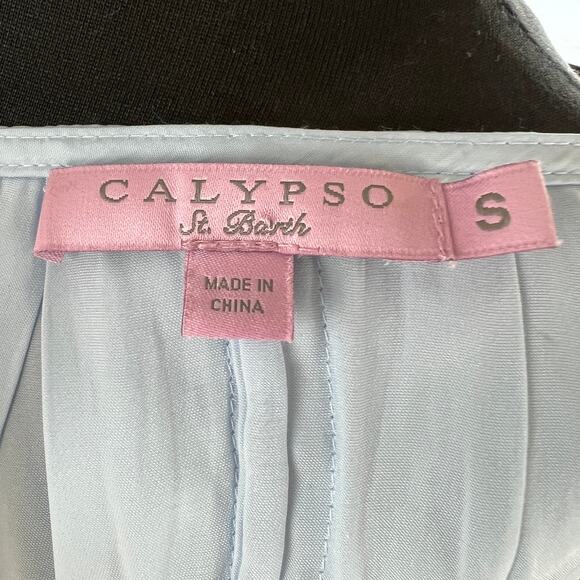 CALYPSO
St. Barth
S
MADE IN
CHINA